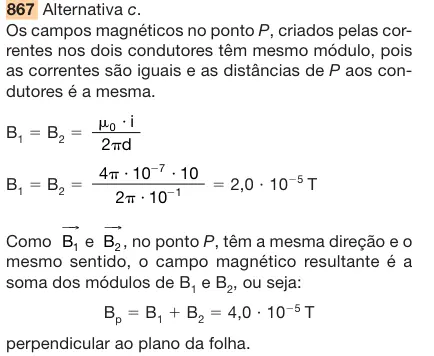 867 Alternativa c.
Os campos magnéticos no ponto P, criados pelas cor-
rentes nos dois condutores têm mesmo módulo, pois
as correntes são iguais e as distâncias de P aos con-
dutores é a mesma.
B₁ = B₂ = μ₀ · i / 2πd
B₁ = B₂ = 4π · 10⁻⁷ · 10 / 2π · 10⁻¹ = 2,0 · 10⁻⁵ T
Como B₁⃗ e B₂⃗, no ponto P, têm a mesma direção e o
mesmo sentido, o campo magnético resultante é a
soma dos módulos de B₁ e B₂, ou seja:
Bₚ = B₁ + B₂ = 4,0 · 10⁻⁵ T
perpendicular ao plano da folha.